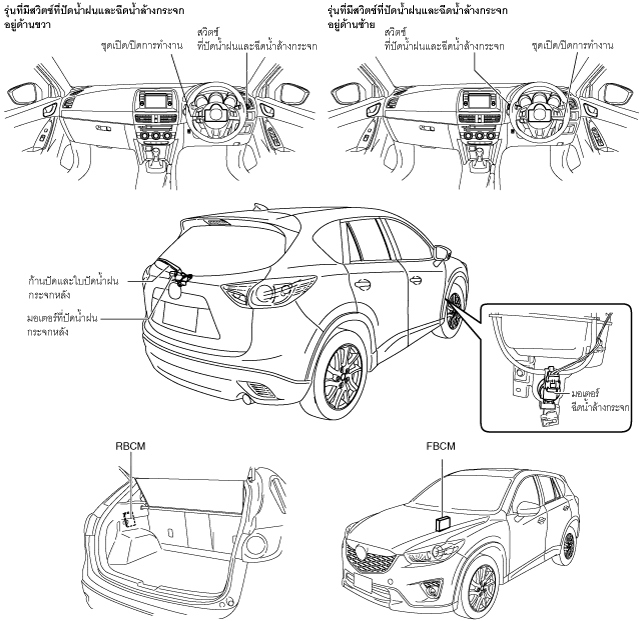 รุ่นที่มีสวิตซ์ที่ปัดน้ำฝนและฉีดน้ำล้างกระจก
อยู่ด้านขวา
สวิตซ์
ที่ปัดน้ำฝนและฉีดน้ำล้างกระจก
ชุดเปิด/ปิดการทำงาน
รุ่นที่มีสวิตซ์ที่ปัดน้ำฝนและฉีดน้ำล้างกระจก
อยู่ด้านซ้าย
สวิตซ์
ที่ปัดน้ำฝนและฉีดน้ำล้างกระจก
ชุดเปิด/ปิดการทำงาน
ก้านปัดและใบปัดน้ำฝน
กระจกหลัง
มอเตอร์ที่ปัดน้ำฝน
กระจกหลัง
มอเตอร์
ฉีดน้ำล้างกระจก
RBCM
FBCM